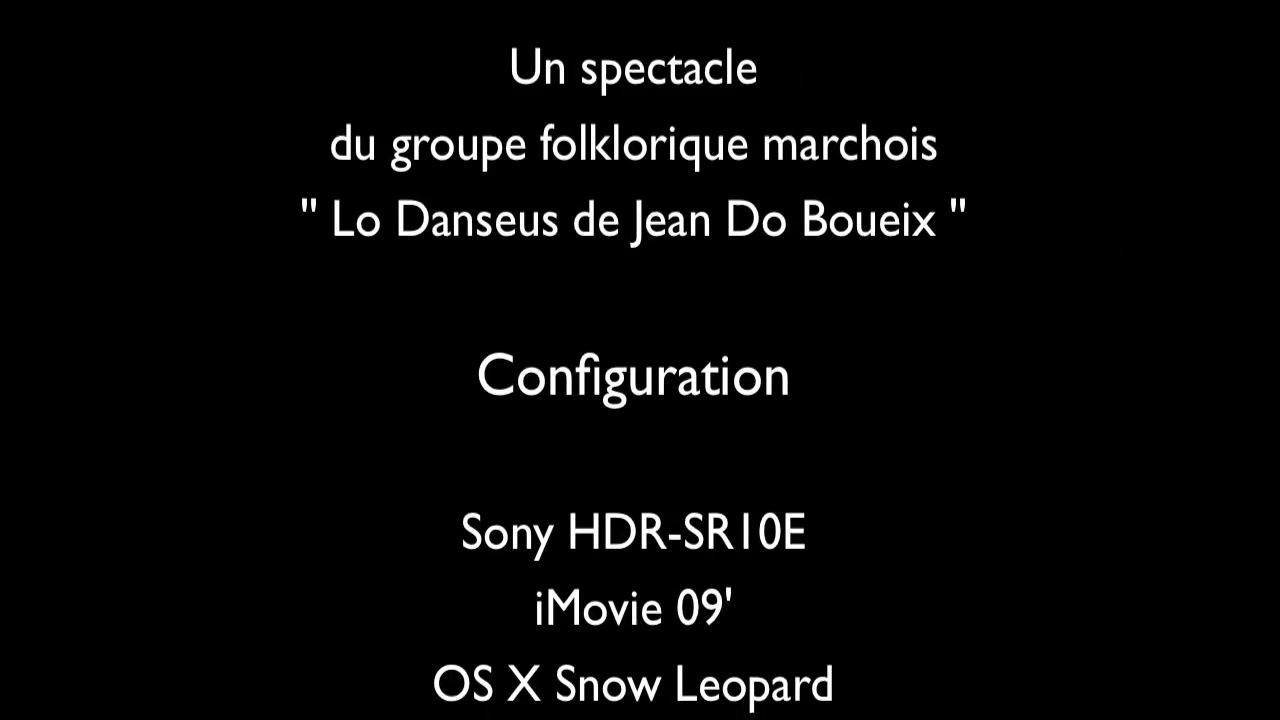 Un spectacle
du groupe folklorique marchois
" Lo Danseus de Jean Do Boueix "
Configuration
Sony HDR-SR10E
iMovie 09'
OS X Snow Leopard